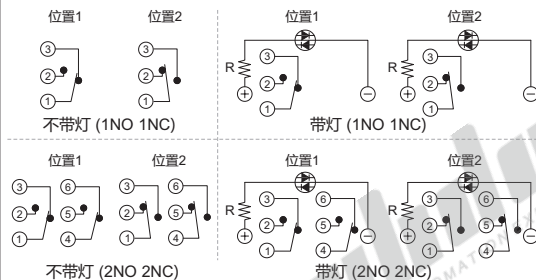 位置1 位置2 位置1 位置2
3 3 R 3 R 3
2 2 2 2
1 1 + 1 − + 1 −
不带灯 (1NO 1NC) 带灯 (1NO 1NC)
位置1 位置2 位置1 位置2
3 6 3 6 R 3 6 R 3 6
2 5 2 5 + 2 5 − + 2 5 −
1 4 1 4 1 4 1 4
不带灯 (2NO 2NC) 带灯 (2NO 2NC)